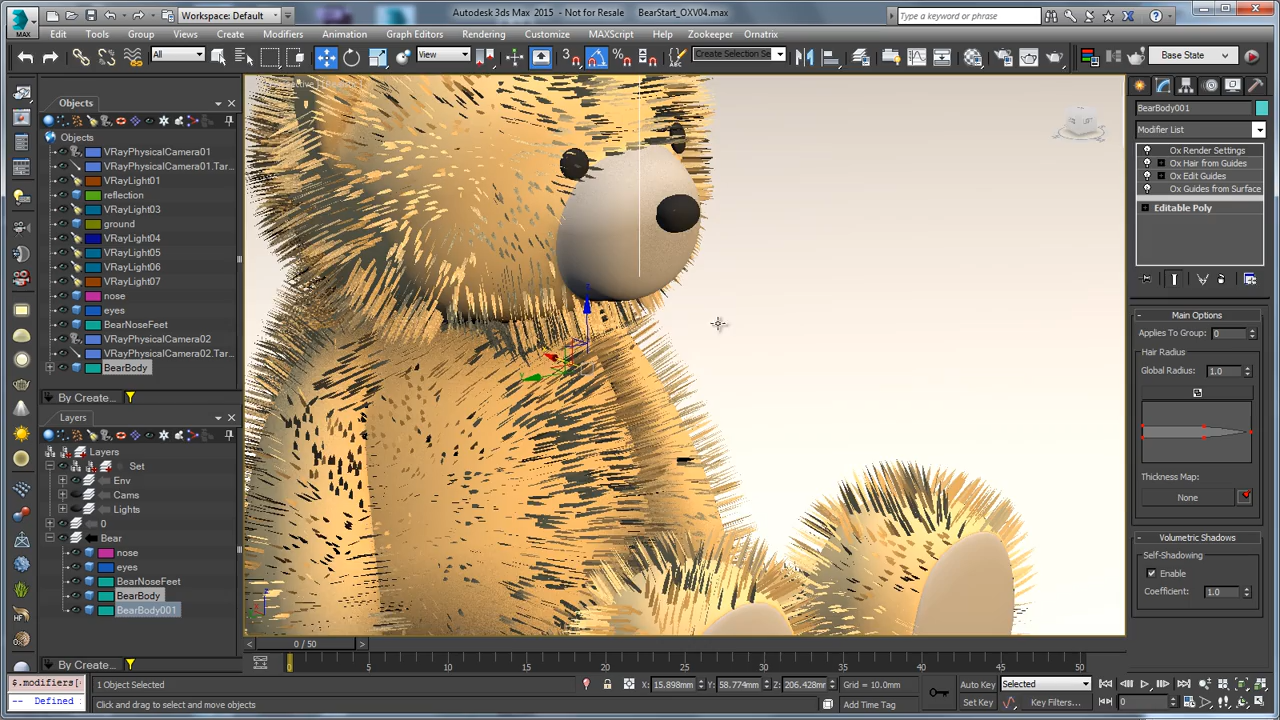 Workspace: Default
Autodesk 3ds Max 2015 - Not for Resale BearStart_OXV04.max
Type a keyword or phrase
MAX
Edit Tools Group Views Create Modifiers Animation Graph Editors Rendering Customize MAXScript Help Zookeeper Ornatrix
All
View
Create Selection Se
Base State
Objects
Objects
VRayPhysicalCamera01
VRayPhysicalCamera01.Tar...
VRayLight01
reflection
VRayLight03
ground
VRayLight04
VRayLight05
VRayLight06
VRayLight07
nose
eyes
BearNoseFeet
VRayPhysicalCamera02
VRayPhysicalCamera02.Tar...
BearBody
By Create...
Layers
Layers
Set
Env
Cams
Lights
0
Bear
nose
eyes
BearNoseFeet
BearBody
BearBody001
By Create...
BearBody001
Modifier List
Ox Render Settings
Ox Hair from Guides
Ox Edit Guides
Ox Guides from Surface
Editable Poly
Main Options
Applies To Group: 0
Hair Radius
Global Radius: 1.0
Thickness Map:
None
Volumetric Shadows
Self-Shadowing
Enable
Coefficient: 1.0
0 / 50
0 5 10 15 20 25 30 35 40 45 50
$.modifiers[
-- Defined
1 Object Selected
X: 15.898mm Y: 58.774mm Z: 206.428mm Grid = 10.0mm
Auto Key Selected
Click and drag to select and move objects
Add Time Tag
Set Key Key Filters... 0